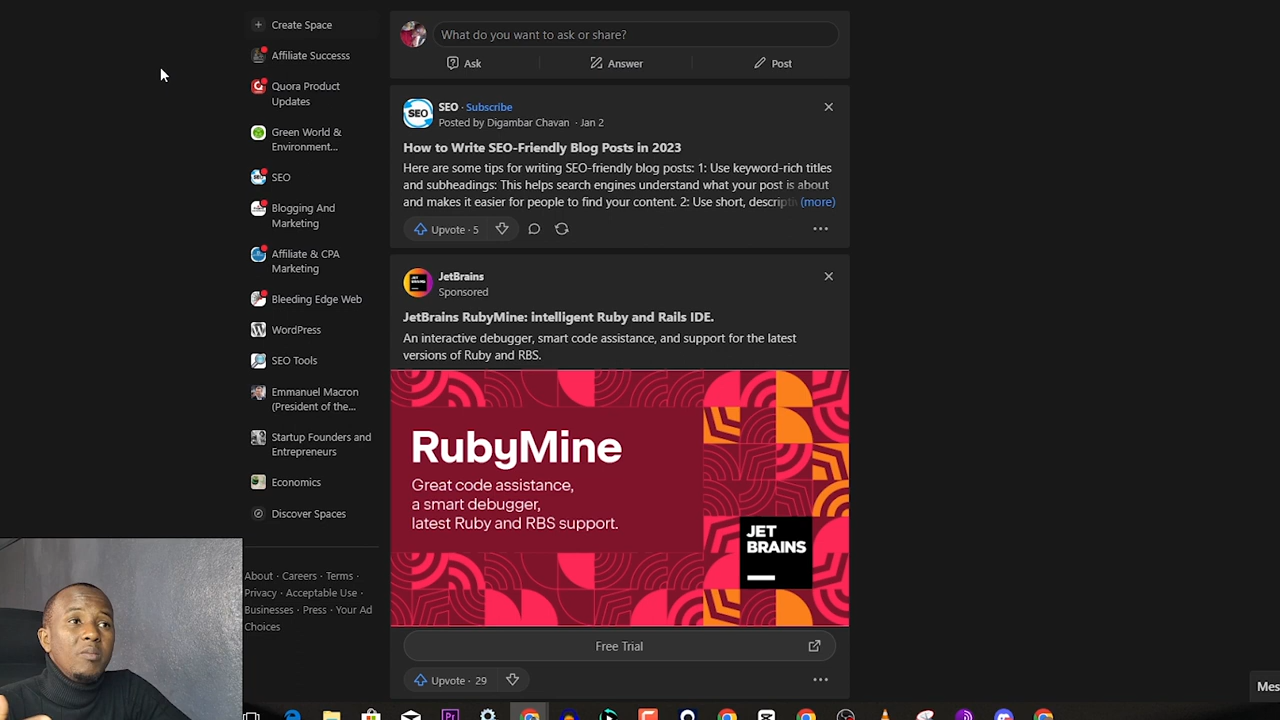 Create Space
Affiliate Successs
Quora Product
Updates
Green World &
Environment...
SEO
Blogging And
Marketing
Affiliate & CPA
Marketing
Bleeding Edge Web
WordPress
SEO Tools
Emmanuel Macron
(President of the...
Startup Founders and
Entrepreneurs
Economics
Discover Spaces
About · Careers · Terms ·
Privacy · Acceptable Use ·
Businesses · Press · Your Ad
Choices
What do you want to ask or share?
Ask
Answer
Post
SEO
SEO · Subscribe
Posted by Digambar Chavan · Jan 2
How to Write SEO-Friendly Blog Posts in 2023
Here are some tips for writing SEO-friendly blog posts: 1: Use keyword-rich titles
and subheadings: This helps search engines understand what your post is about
and makes it easier for people to find your content. 2: Use short, descriptiv (more)
Upvote · 5
JetBrains
Sponsored
JetBrains RubyMine: intelligent Ruby and Rails IDE.
An interactive debugger, smart code assistance, and support for the latest
versions of Ruby and RBS.
RubyMine
Great code assistance,
a smart debugger,
latest Ruby and RBS support.
JET
BRAINS
Free Trial
Upvote · 29
Mes
Pr